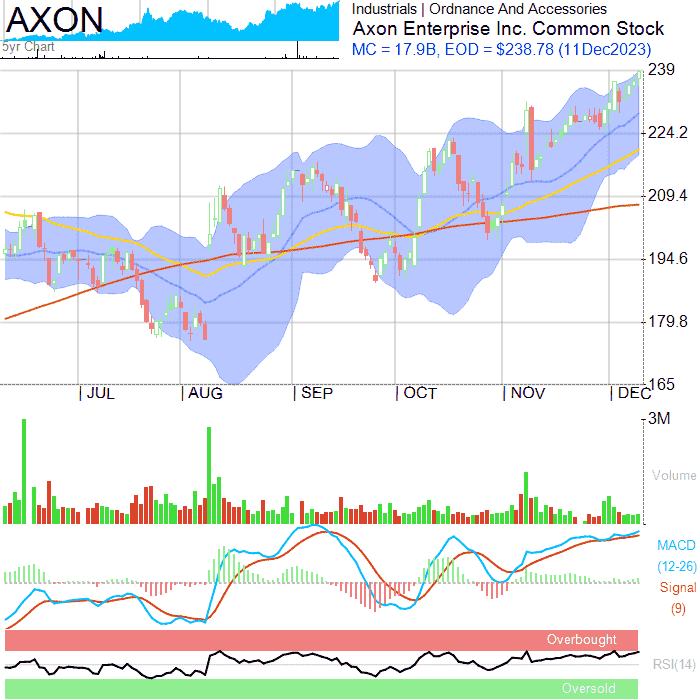 AXON
5yr Chart
Industrials | Ordnance And Accessories
Axon Enterprise Inc. Common Stock
MC = 17.9B, EOD = $238.78 (11Dec2023)
239
224.2
209.4
194.6
179.8
165
JUL AUG SEP OCT NOV DEC
3M
Volume
MACD
(12-26)
Signal
(9)
Overbought
RSI(14)
Oversold